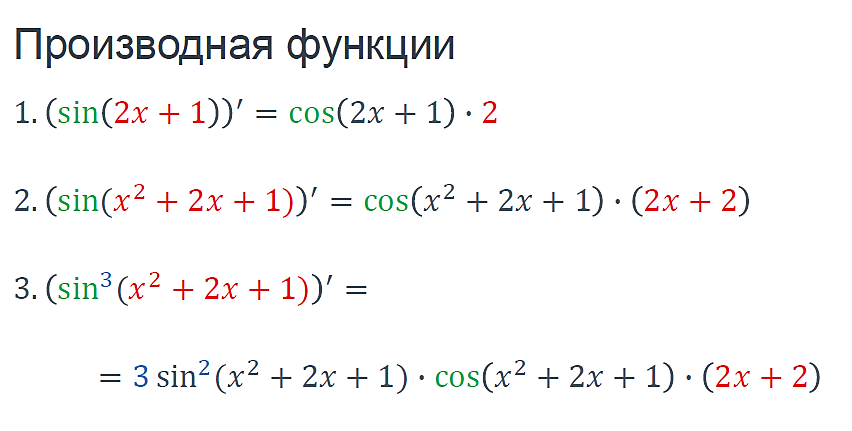 Производная функции
1. (sin(2x + 1))′ = cos(2x + 1) · 2
2. (sin(x² + 2x + 1))′ = cos(x² + 2x + 1) · (2x + 2)
3. (sin³(x² + 2x + 1))′ =
= 3 sin²(x² + 2x + 1) · cos(x² + 2x + 1) · (2x + 2)